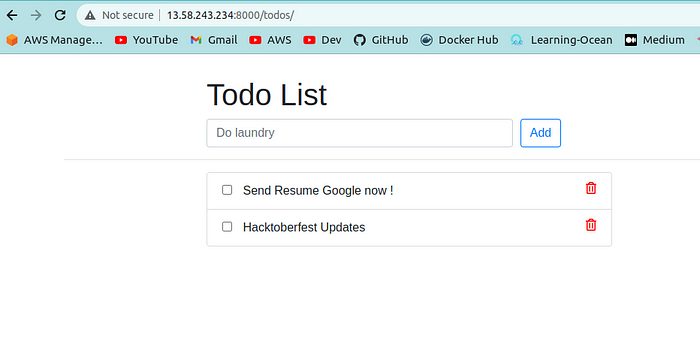 Not secure 13.58.243.234:8000/todos/
AWS Manage... YouTube Gmail AWS Dev GitHub Docker Hub Learning-Ocean Medium
Todo List
Do laundry Add
Send Resume Google now !
Hacktoberfest Updates